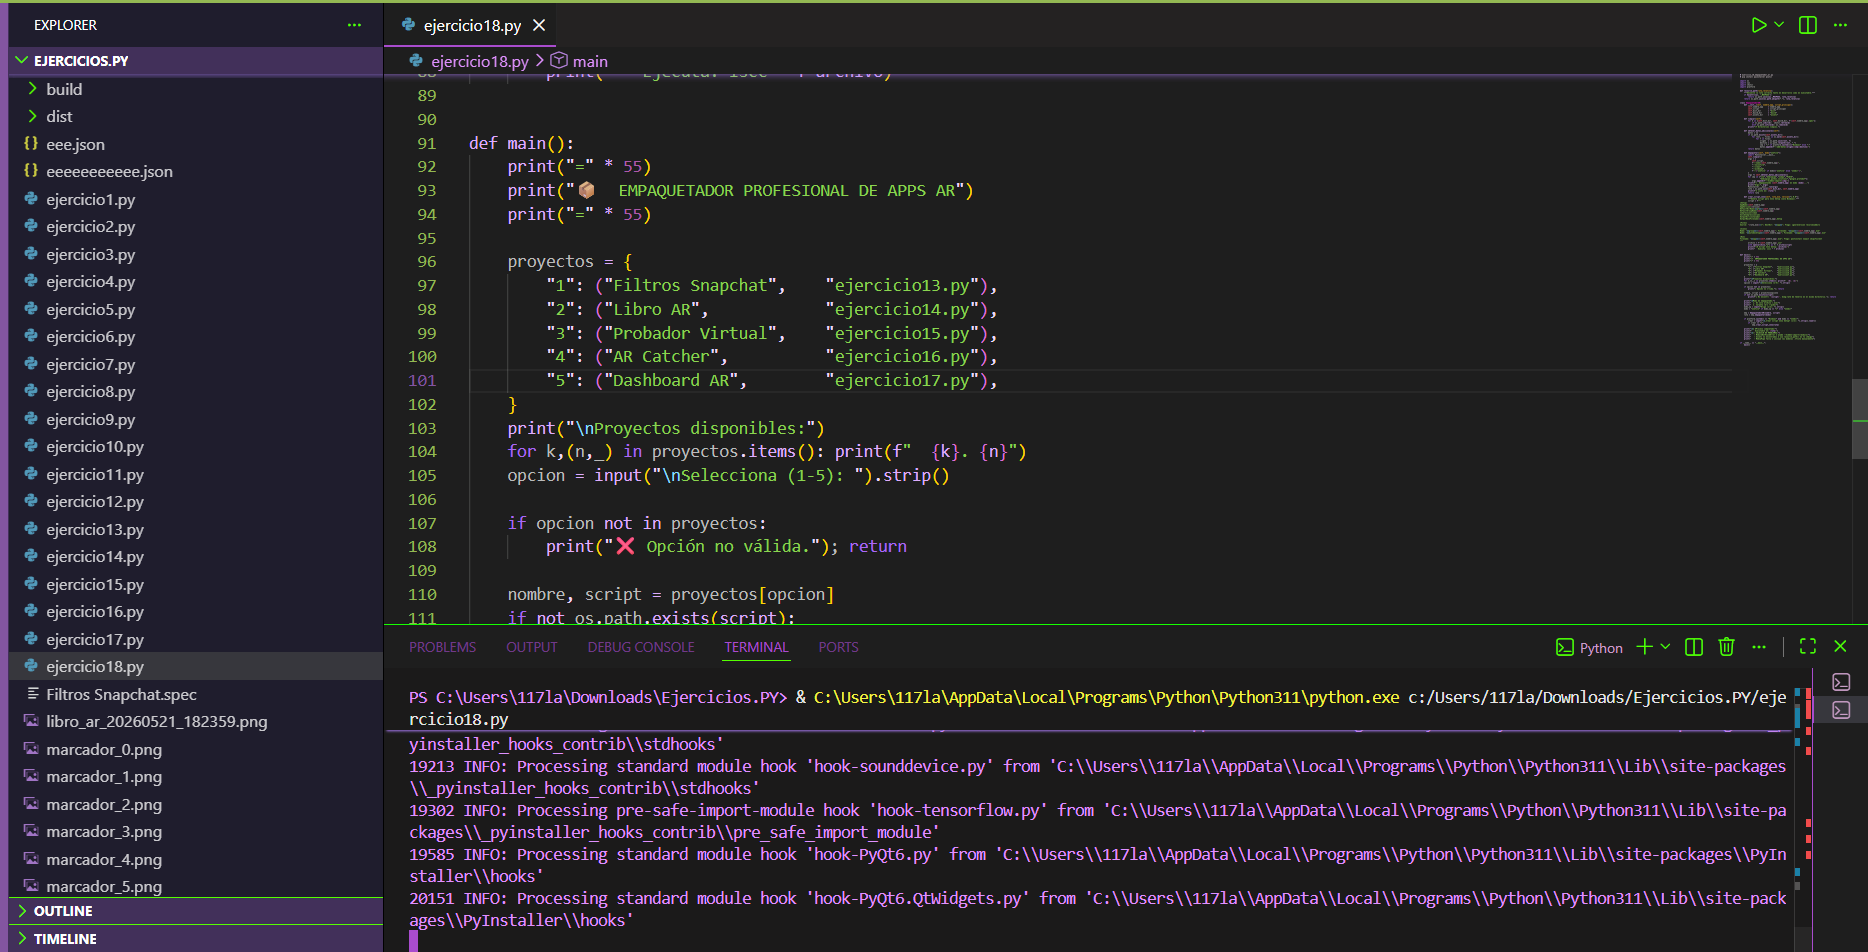 EXPLORER
EJERCICIOS.PY
build
dist
eee.json
eeeeeeeeeee.json
ejercicio1.py
ejercicio2.py
ejercicio3.py
ejercicio4.py
ejercicio5.py
ejercicio6.py
ejercicio7.py
ejercicio8.py
ejercicio9.py
ejercicio10.py
ejercicio11.py
ejercicio12.py
ejercicio13.py
ejercicio14.py
ejercicio15.py
ejercicio16.py
ejercicio17.py
ejercicio18.py
Filtros Snapchat.spec
libro_ar_20260521_182359.png
marcador_0.png
marcador_1.png
marcador_2.png
marcador_3.png
marcador_4.png
marcador_5.png
OUTLINE
TIMELINE
ejercicio18.py
ejercicio18.py > main
89
90
91 def main():
92     print("=" * 55)
93     print("📦  EMPAQUETADOR PROFESIONAL DE APPS AR")
94     print("=" * 55)
95
96     proyectos = {
97         "1": ("Filtros Snapchat",    "ejercicio13.py"),
98         "2": ("Libro AR",            "ejercicio14.py"),
99         "3": ("Probador Virtual",    "ejercicio15.py"),
100         "4": ("AR Catcher",          "ejercicio16.py"),
101         "5": ("Dashboard AR",        "ejercicio17.py"),
102     }
103     print("\nProyectos disponibles:")
104     for k,(n,_) in proyectos.items(): print(f"  {k}. {n}")
105     opcion = input("\nSelecciona (1-5): ").strip()
106
107     if opcion not in proyectos:
108         print("❌ Opción no válida."); return
109
110     nombre, script = proyectos[opcion]
111     if not os.path.exists(script):
PROBLEMS OUTPUT DEBUG CONSOLE TERMINAL PORTS
Python
PS C:\Users\117la\Downloads\Ejercicios.PY> & C:\Users\117la\AppData\Local\Programs\Python\Python311\python.exe c:/Users/117la/Downloads/Ejercicios.PY/eje
rcicio18.py
yinstaller_hooks_contrib\\stdhooks'
19213 INFO: Processing standard module hook 'hook-sounddevice.py' from 'C:\\Users\\117la\\AppData\\Local\\Programs\\Python\\Python311\\Lib\\site-packages
\\_pyinstaller_hooks_contrib\\stdhooks'
19302 INFO: Processing pre-safe-import-module hook 'hook-tensorflow.py' from 'C:\\Users\\117la\\AppData\\Local\\Programs\\Python\\Python311\\Lib\\site-pa
ckages\\_pyinstaller_hooks_contrib\\pre_safe_import_module'
19585 INFO: Processing standard module hook 'hook-PyQt6.py' from 'C:\\Users\\117la\\AppData\\Local\\Programs\\Python\\Python311\\Lib\\site-packages\\PyIn
staller\\hooks'
20151 INFO: Processing standard module hook 'hook-PyQt6.QtWidgets.py' from 'C:\\Users\\117la\\AppData\\Local\\Programs\\Python\\Python311\\Lib\\site-pack
ages\\PyInstaller\\hooks'